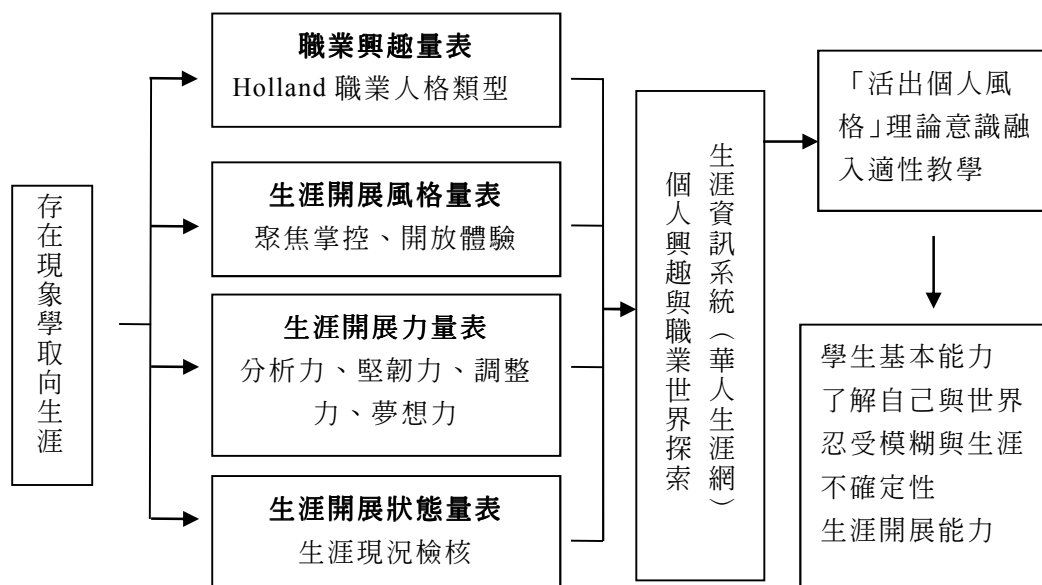 存在現象學取向生涯
職業興趣量表
Holland 職業人格類型
生涯開展風格量表
聚焦掌控、開放體驗
生涯開展力量表
分析力、堅韌力、調整
力、夢想力
生涯開展狀態量表
生涯現況檢核
生涯資訊系統（華人生涯網）
個人興趣與職業世界探索
「活出個人風
格」理論意識融
入適性教學
學生基本能力
了解自己與世界
忍受模糊與生涯
不確定性
生涯開展能力